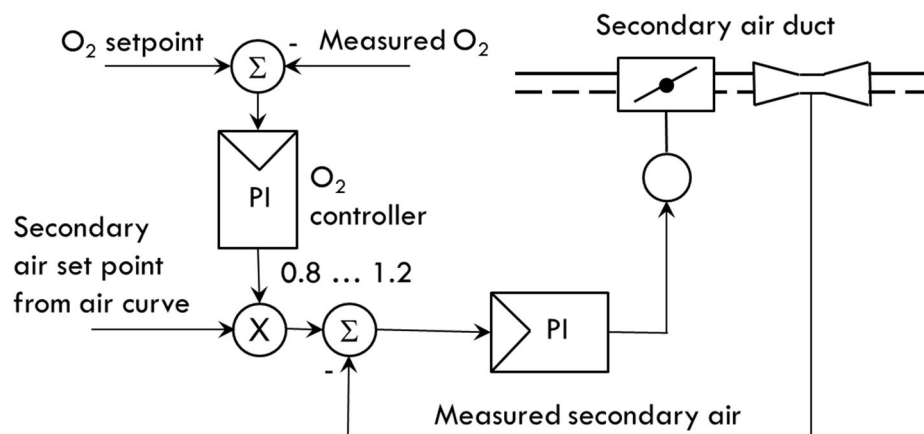 O₂ setpoint
-
Measured O₂
Secondary air duct
Σ
PI
O₂
controller
Secondary
air set point
from air curve
0.8 ... 1.2
X
Σ
PI
-
Measured secondary air